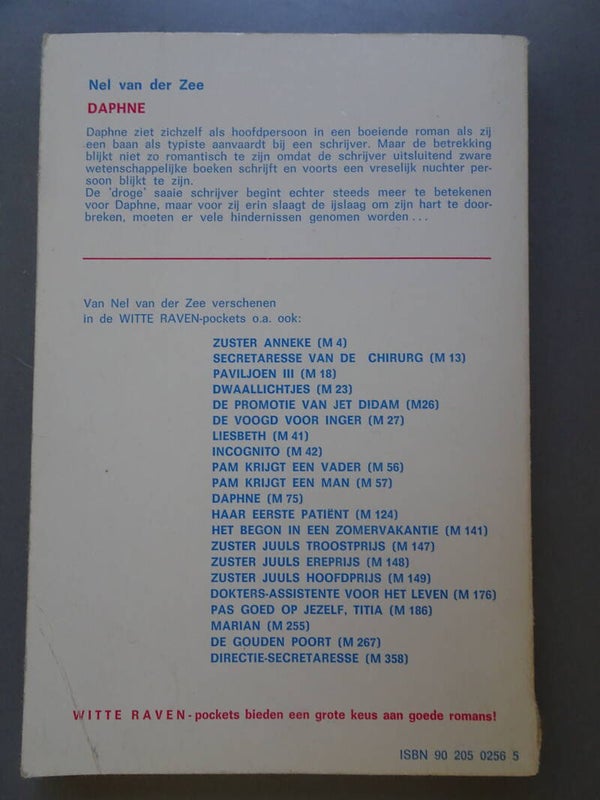 Nel van der Zee
DAPHNE
Daphne ziet zichzelf als hoofdpersoon in een boeiende roman als zij
een baan als typiste aanvaardt bij een schrijver. Maar de betrekking
blijkt niet zo romantisch te zijn omdat de schrijver uitsluitend zware
wetenschappelijke boeken schrijft en voorts een vreselijk nuchter per-
soon blijkt te zijn.
De 'droge' saaie schrijver begint echter steeds meer te betekenen
voor Daphne, maar voor zij erin slaagt de ijslaag om zijn hart te door-
breken, moeten er vele hindernissen genomen worden...
Van Nel van der Zee verschenen
in de WITTE RAVEN-pockets o.a. ook:
ZUSTER ANNEKE (M 4)
SECRETARESSE VAN DE CHIRURG (M 13)
PAVILJOEN III (M 18)
DWAALLICHTJES (M 23)
DE PROMOTIE VAN JET DIDAM (M26)
DE VOOGD VOOR INGER (M 27)
LIESBETH (M 41)
INCOGNITO (M 42)
PAM KRIJGT EEN VADER (M 56)
PAM KRIJGT EEN MAN (M 57)
DAPHNE (M 75)
HAAR EERSTE PATIËNT (M 124)
HET BEGON IN EEN ZOMERVAKANTIE (M 141)
ZUSTER JUULS TROOSTPRIJS (M 147)
ZUSTER JUULS EREPRIJS (M 148)
ZUSTER JUULS HOOFDPRIJS (M 149)
DOKTERS-ASSISTENTE VOOR HET LEVEN (M 176)
PAS GOED OP JEZELF, TITIA (M 186)
MARIAN (M 255)
DE GOUDEN POORT (M 267)
DIRECTIE-SECRETARESSE (M 358)
WITTE RAVEN - pockets bieden een grote keus aan goede romans!
ISBN 90 205 0256 5